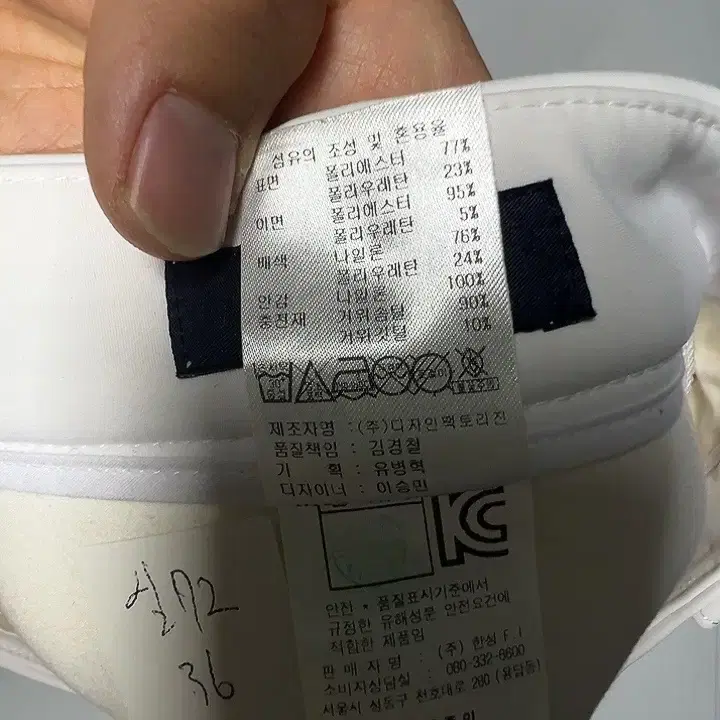 섬유의 조성 및 혼용율
표면 폴리에스터 77%
폴리우레탄 23%
이면 폴리에스터 95%
폴리우레탄 5%
배색 나일론 76%
폴리우레탄 24%
안감 나일론 100%
충전재 거위솜털 90%
거위깃털 10%
제조자명 : (주)디자인팩토리진
품질책임 : 김경철
기 획 : 유병혁
디자이너 : 이승민
KC
안전 · 품질표시기준에서
규정한 유해성분 안전요건에
적합한 제품임
판 매 자 명 : (주) 한성 F.I
소비자상담실 : 080-332-6600
서울시 성동구 천호대로 280 (용답동)
실72
36